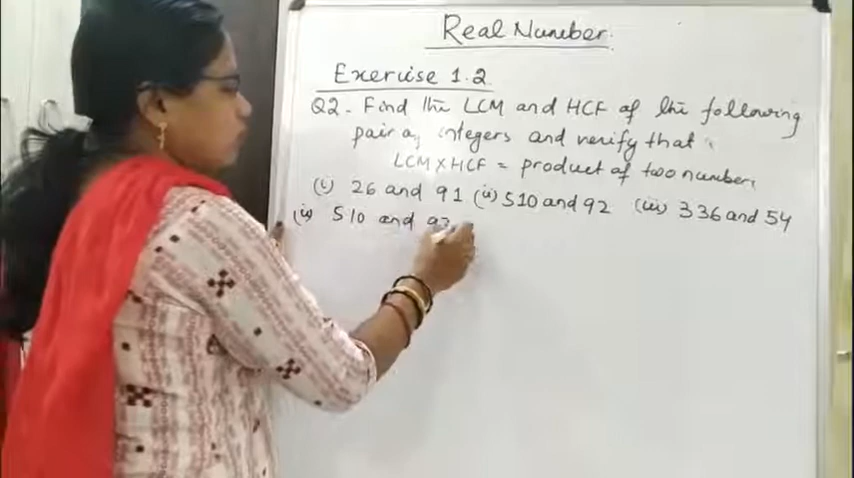 Real Number.
Exercise 1.2
Q2 - Find the LCM and HCF of the following
pair of integers and verify that
LCM X HCF = product of two number.
(i) 26 and 91 (ii) 510 and 92 (iii) 336 and 54
(ii) 510 and 92